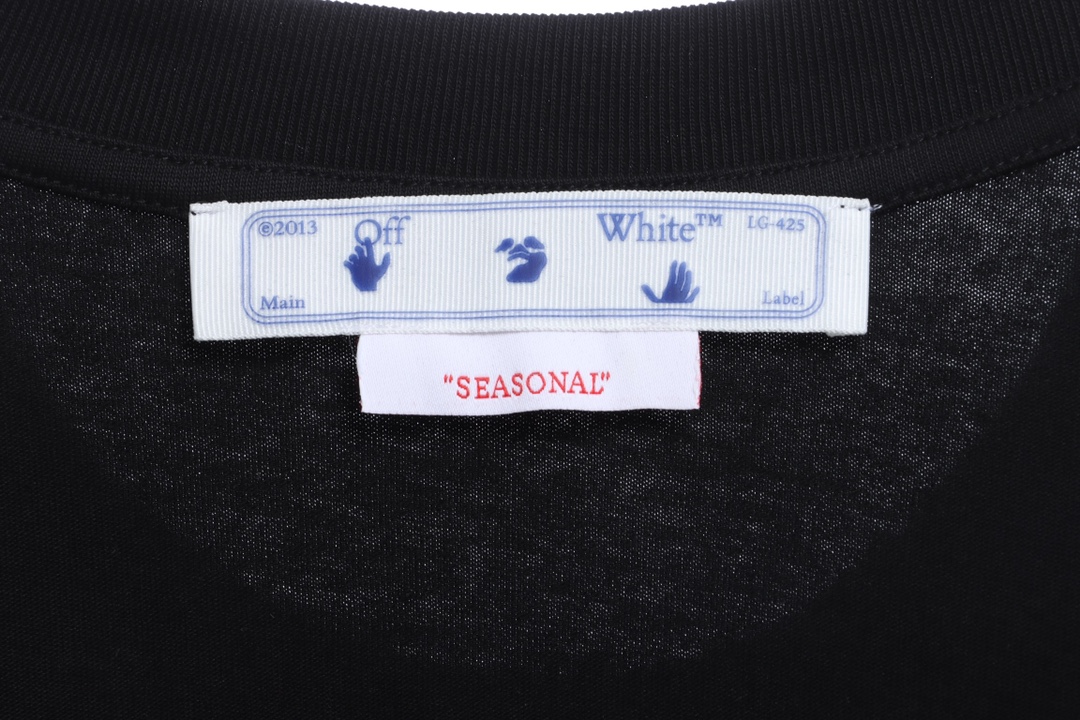 ©2013 Off White™ LG-425
Main Label
"SEASONAL"